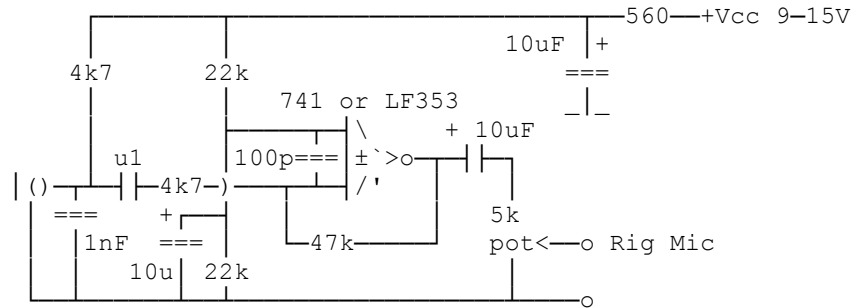 560 +Vcc 9-15V
10uF +
4k7 22k ===
741 or LF353
+ 10uF
u1 100p=== ±`>o
|() 4k7 )
=== + 5k
1nF === 47k pot< o Rig Mic
10u 22k
o